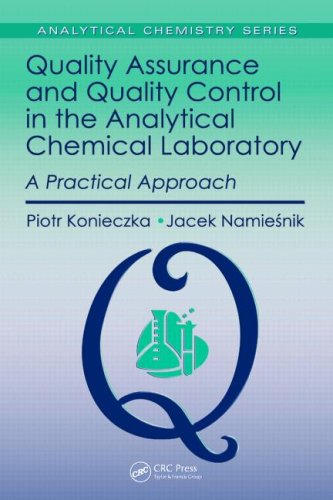 ANALYTICAL CHEMISTRY SERIES
Quality Assurance
and Quality Control
in the Analytical
Chemical Laboratory
A Practical Approach
Piotr Konieczka • Jacek Namieśnik
Q
CRC Press
Taylor & Francis Group